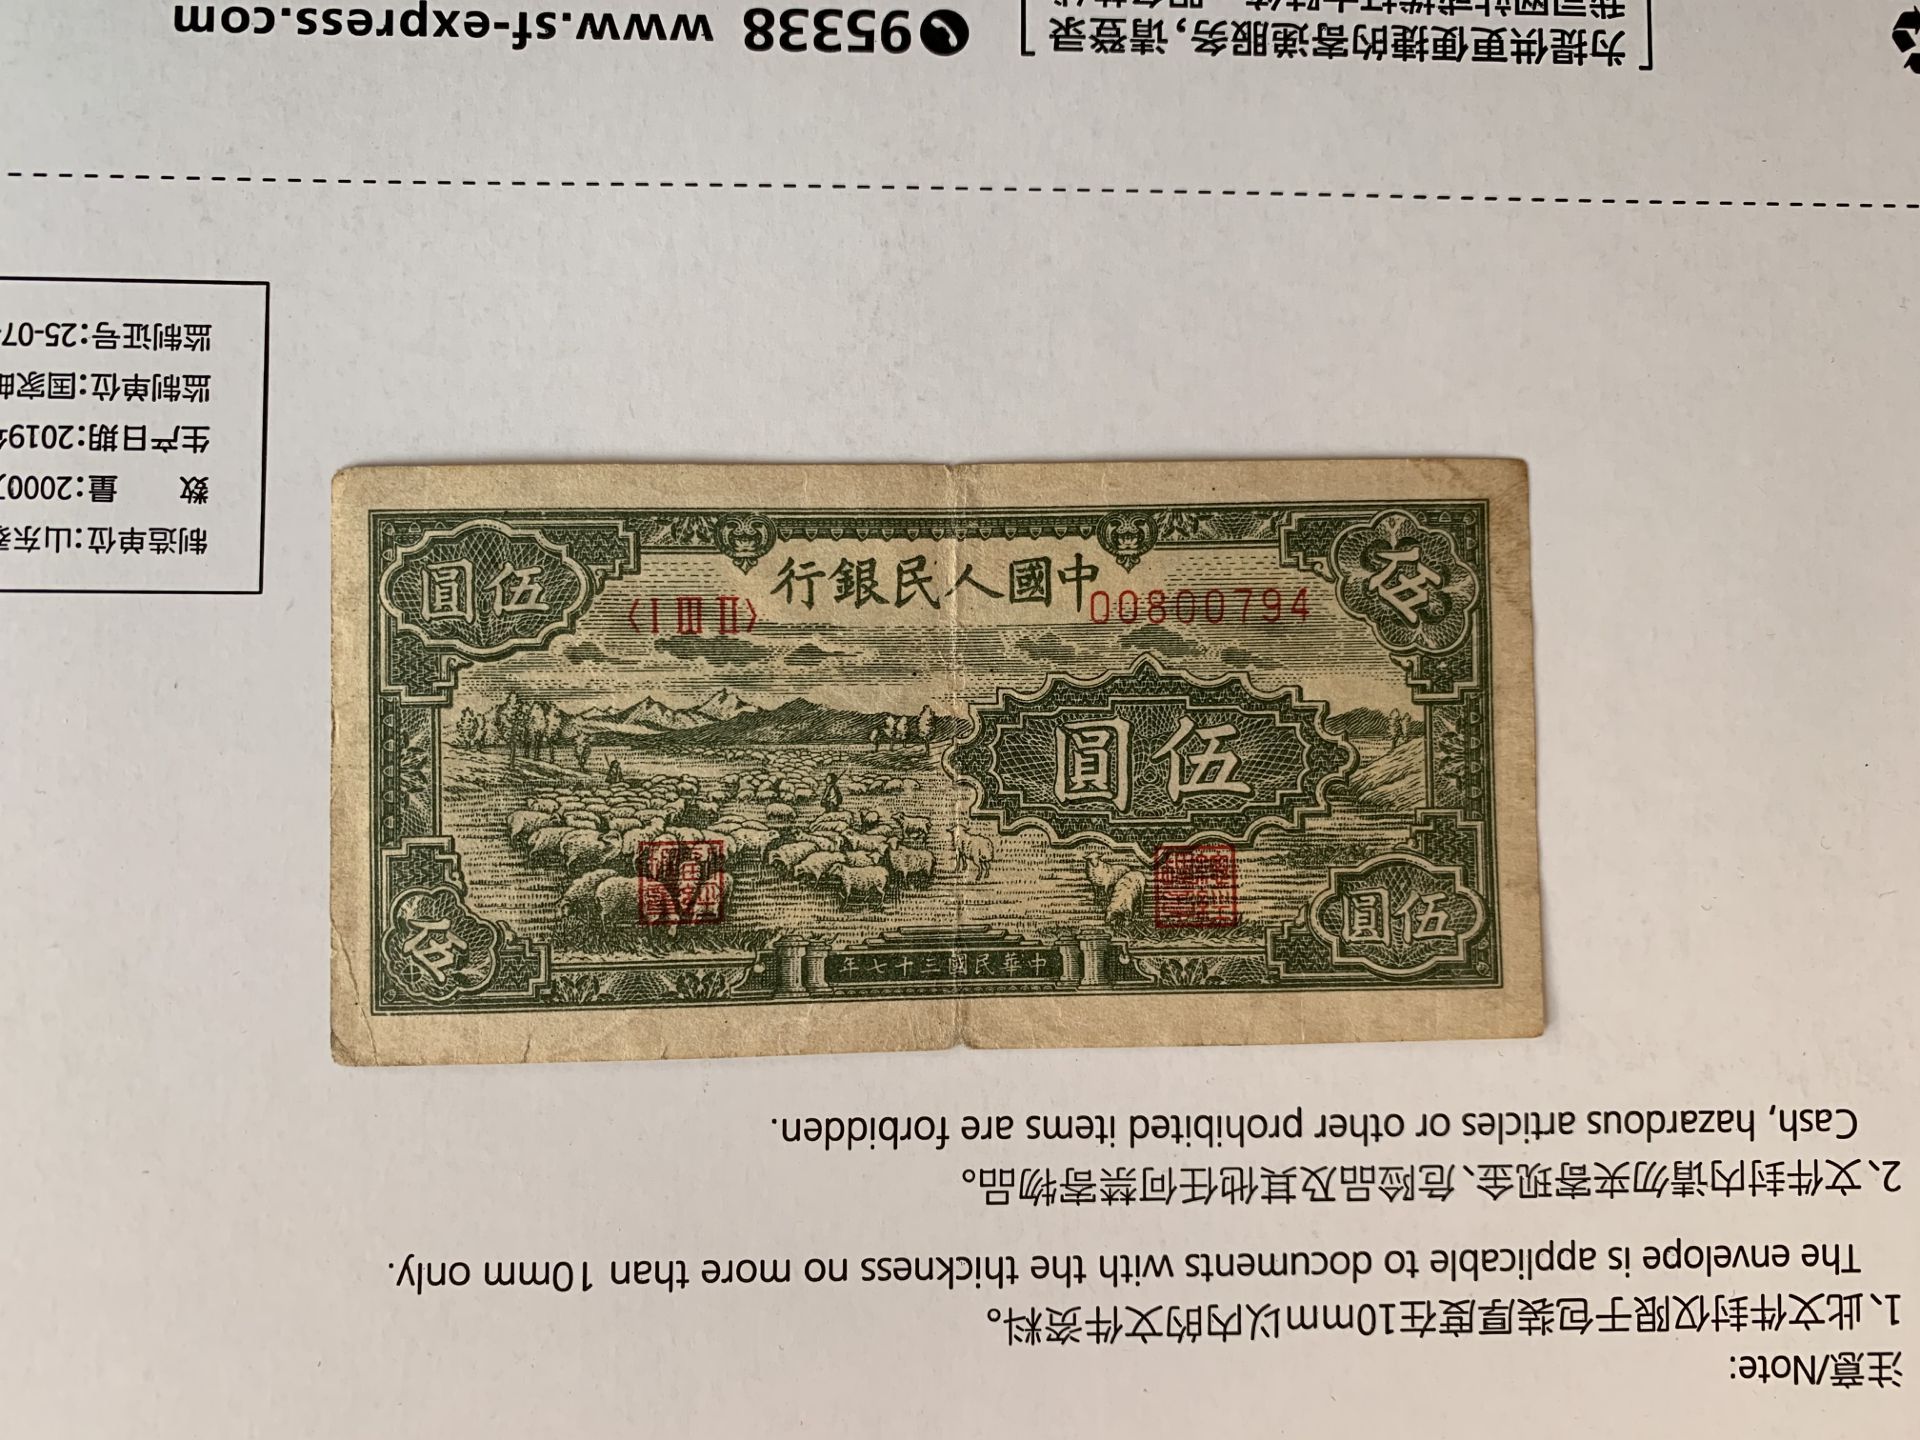 中國人民銀行
伍圓
伍
〈I III II〉
00800794
伍圓
伍
伍圓
中華民國三十七年
注意/Note:
1、此文件封仅限于包装厚度在10mm以内的文件资料。
The envelope is applicable to documents with the thickness no more than 10mm only.
2、文件封内请勿夹寄现金、危险品及其他任何禁寄物品。
Cash, hazardous articles or other prohibited items are forbidden.
制造单位:山东
数 量:2000
生产日期:2019
监制单位:国家
监制证号:25-07
为提供更便捷的寄递服务,请登录
95338 www.sf-express.com